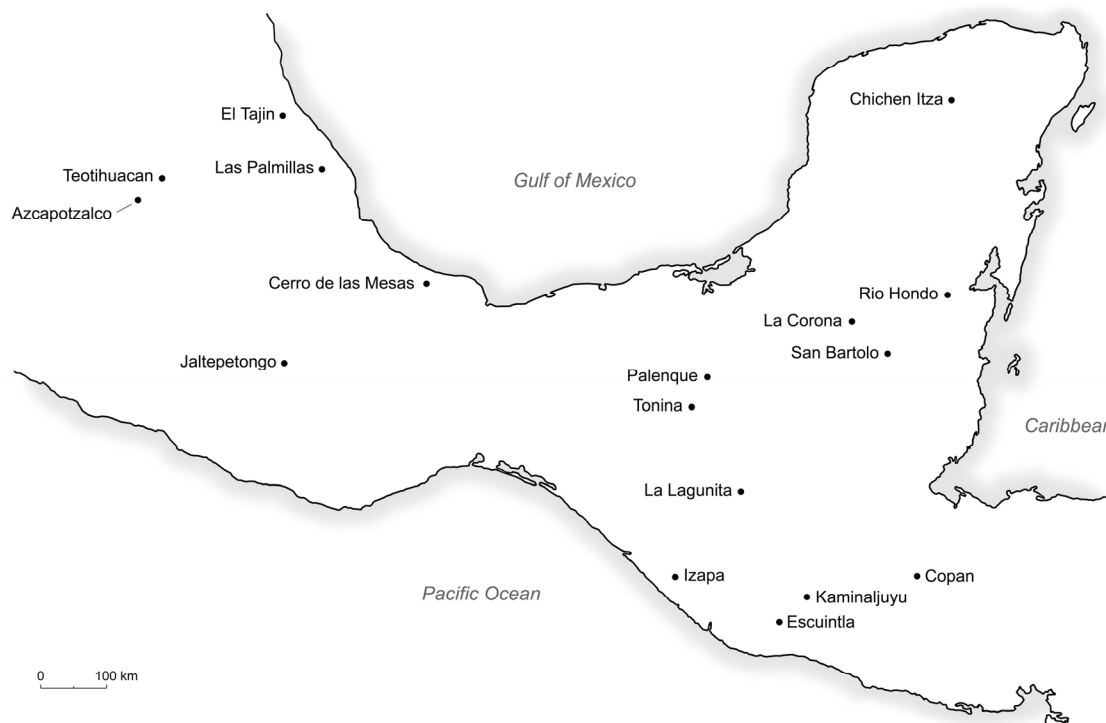 El Tajin
Chichen Itza
Las Palmillas
Teotihuacan
Gulf of Mexico
Azcapotzalco
Cerro de las Mesas
Rio Hondo
La Corona
San Bartolo
Jaltepetongo
Palenque
Tonina
Caribbean
La Lagunita
Izapa
Copan
Pacific Ocean
Kaminaljuyu
Escuintla
0 100 km